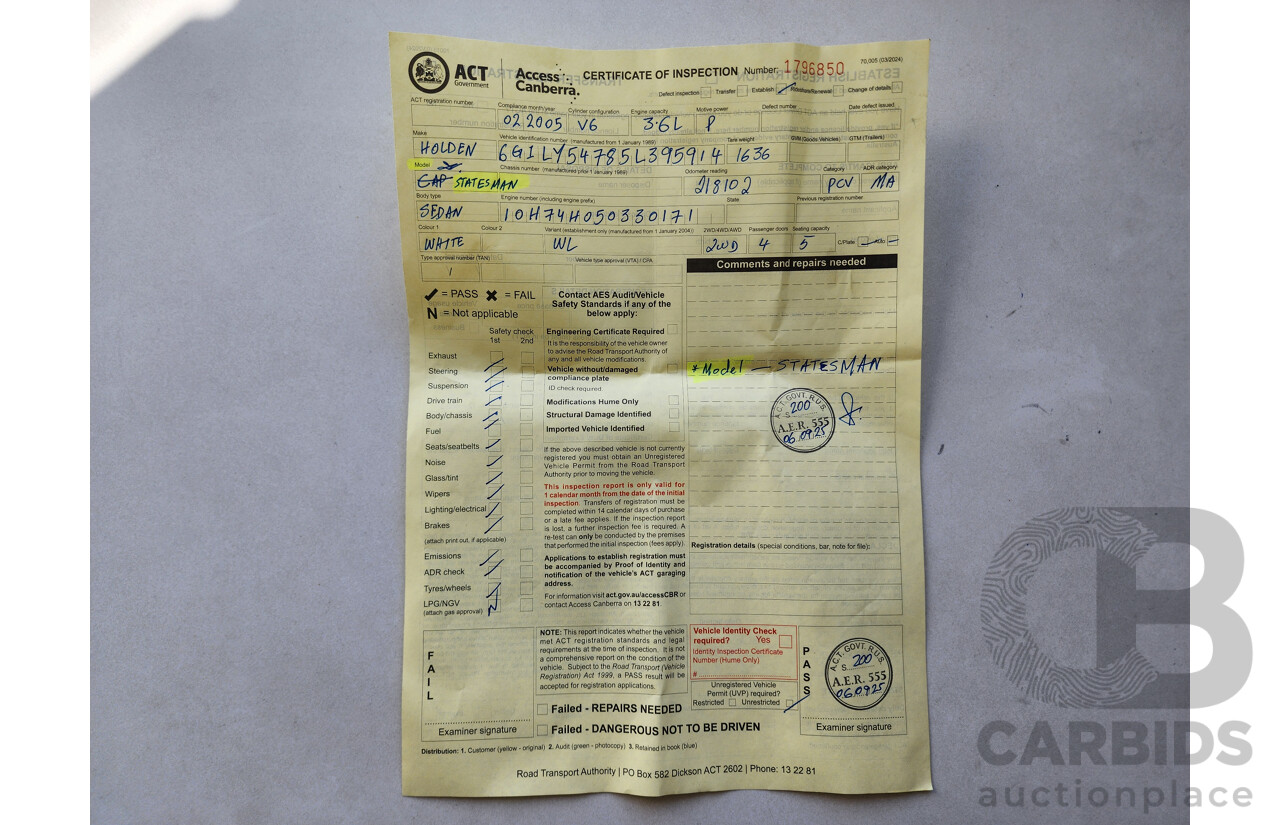 70.005 (03/2024)
ACT Government
Access Canberra.
CERTIFICATE OF INSPECTION Number: 1796850
Defect inspection Transfer Establish Reinstate/Renewal Change of details
ACT registration number Compliance month/year Cylinder configuration Engine capacity Motive power Defect number Date defect issued
02 2005 V6 3.6L P
Make Vehicle identification number (manufactured from 1 January 1989) Tare weight GVM (Goods Vehicles) GTM (Trailers)
HOLDEN 6G1LY54785L395914 1636
Model Chassis number (manufactured prior 1 January 1989) Odometer reading Category ADR category
CAP STATESMAN 218102 PCV MA
Body type Engine number (including engine prefix) State Previous registration number
SEDAN 10H74H050330171
Colour 1 Colour 2 Variant (establishment only (manufactured from 1 January 2004)) 2WD/4WD/AWD Passenger doors Seating capacity
WHITE WL 2WD 4 5 C/Plate Auto
Type approval number (TAN) Vehicle type approval (VTA) / CPA
Comments and repairs needed
= PASS = FAIL
N = Not applicable
Safety check
1st 2nd
Exhaust
Steering
Suspension
Drive train
Body/chassis
Fuel
Seats/seatbelts
Noise
Glass/tint
Wipers
Lighting/electrical
Brakes
(attach print out, if applicable)
Emissions
ADR check
Tyres/wheels
LPG/NGV
(attach gas approval)
N
Contact AES Audit/Vehicle
Safety Standards if any of the
below apply:
Engineering Certificate Required
It is the responsibility of the vehicle owner
to advise the Road Transport Authority of
any and all vehicle modifications.
Vehicle without/damaged
compliance plate
ID check required
Modifications Hume Only
Structural Damage Identified
Imported Vehicle Identified
If the above described vehicle is not currently
registered you must obtain an Unregistered
Vehicle Permit from the Road Transport
Authority prior to moving the vehicle.
This inspection report is only valid for
1 calendar month from the date of the initial
inspection. Transfers of registration must be
completed within 14 calendar days of purchase
or a late fee applies. If the inspection report
is lost, a further inspection fee is required. A
re-test can only be conducted by the premises
that performed the initial inspection (fees apply).
Applications to establish registration must
be accompanied by Proof of Identity and
notification of the vehicle's ACT garaging
address.
For information visit act.gov.au/accessCBR or
contact Access Canberra on 13 22 81.
* Model – STATESMAN
A.C.T. GOVT. R.U.S.
S 200
A.E.R. 555
06.09.25
Registration details (special conditions, bar, note for file):
FAIL
Examiner signature
NOTE: This report indicates whether the vehicle
met ACT registration standards and legal
requirements at the time of inspection. It is not
a comprehensive report on the condition of the
vehicle. Subject to the Road Transport (Vehicle
Registration) Act 1999, a PASS result will be
accepted for registration applications.
Failed - REPAIRS NEEDED
Failed - DANGEROUS NOT TO BE DRIVEN
Vehicle Identity Check
required? Yes
Identity Inspection Certificate
Number (Hume Only)
#
Unregistered Vehicle
Permit (UVP) required?
Restricted Unrestricted
PASS
A.C.T. GOVT. R.U.S.
S. 200
A.E.R. 555
06.09.25
Examiner signature
Distribution: 1. Customer (yellow - original) 2. Audit (green - photocopy) 3. Retained in book (blue)
Road Transport Authority | PO Box 582 Dickson ACT 2602 | Phone: 13 22 81
CB
CARBIDS
auctionplace